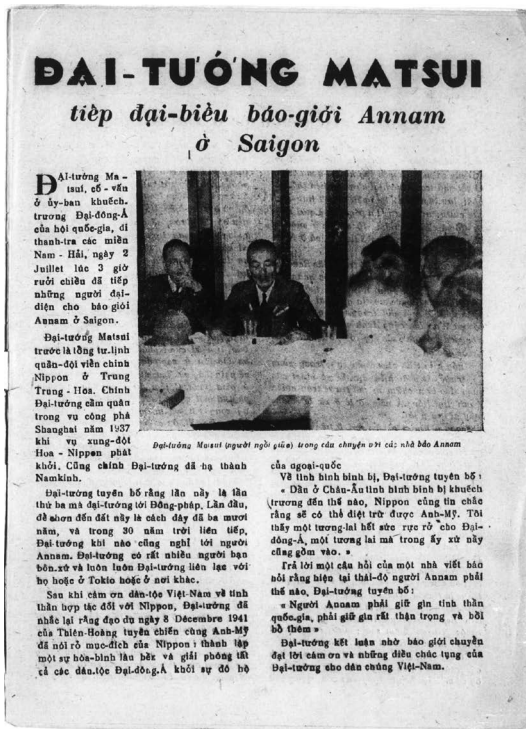 ĐẠI-TƯỚNG MATSUI
tiếp đại-biểu báo-giới Annam
ở Saigon
ĐẠI-tướng Ma-
tsui, cố-vấn
ở ủy-ban khuếch-
trương Đại-đông-Á
của hội quốc-gia, đi
thanh-tra các miền
Nam-Hải, ngày 2
Juillet lúc 3 giờ
rưởi chiều đã tiếp
những người đại-
diện cho báo giới
Annam ở Saigon.
Đại-tướng Matsui
trước là tổng tư-lịnh
quân-đội viễn chinh
Nippon ở Trung
Trung-Hoa. Chính
Đại-tướng cầm quân
trong vụ công phá
Shanghai năm 1937
khi vụ xung-đột
Hoa-Nippon phát
khởi. Cũng chính Đại-tướng đã hạ thành
Namkinh.
Đại-tướng tuyên bố rằng lần nầy là lần
thứ ba mà đại-tướng tới Đông-pháp. Lần đầu,
để chơn đến đất nầy là cách đây đã ba mươi
năm, và trong 30 năm trời liên tiếp,
Đại-tướng khi nào cũng nghĩ tới người
Annam. Đại-tướng có rất nhiều người bạn
bổn-xứ và luôn luôn Đại-tướng liên lạc với
họ hoặc ở Tokio hoặc ở nơi khác.
Sau khi cám ơn dân-tộc Việt-Nam về tinh
thần hợp tác đối với Nippon, Đại-tướng đã
nhắc lại rằng đạo dụ ngày 8 Décembre 1941
của Thiên-Hoàng tuyên chiến cùng Anh-Mỹ
đã nói rõ mục-đích của Nippon: thành lập
một sự hòa-bình lâu bền và giải phóng tất
cả các dân-tộc Đại-đông-Á khỏi sự đô hộ
Đại-tướng Matsui (người ngồi giữa) trong câu chuyện với các nhà báo Annam
của ngoại-quốc
Về tình hình binh bị, Đại-tướng tuyên bố:
« Dầu ở Châu-Âu tình hình binh bị khuếch
trương đến thế nào, Nippon cũng tin chắc
rằng sẽ có thể diệt trừ được Anh-Mỹ. Tôi
thấy một tương-lai hết sức rực rỡ cho Đại-
đông-Á, một tương lai mà trong ấy xứ nầy
cũng gồm vào. »
Trả lời một câu hỏi của một nhà viết báo
hỏi rằng hiện tại thái-độ người Annam phải
thế nào, Đại-tướng tuyên bố:
« Người Annam phải giữ gìn tinh thần
quốc-gia, phải giữ gìn rất thận trọng và bồi
bổ thêm »
Đại-tướng kết luận nhờ báo giới chuyển
đạt lời cám ơn và những điều chúc tụng của
Đại-tướng cho dân chúng Việt-Nam.